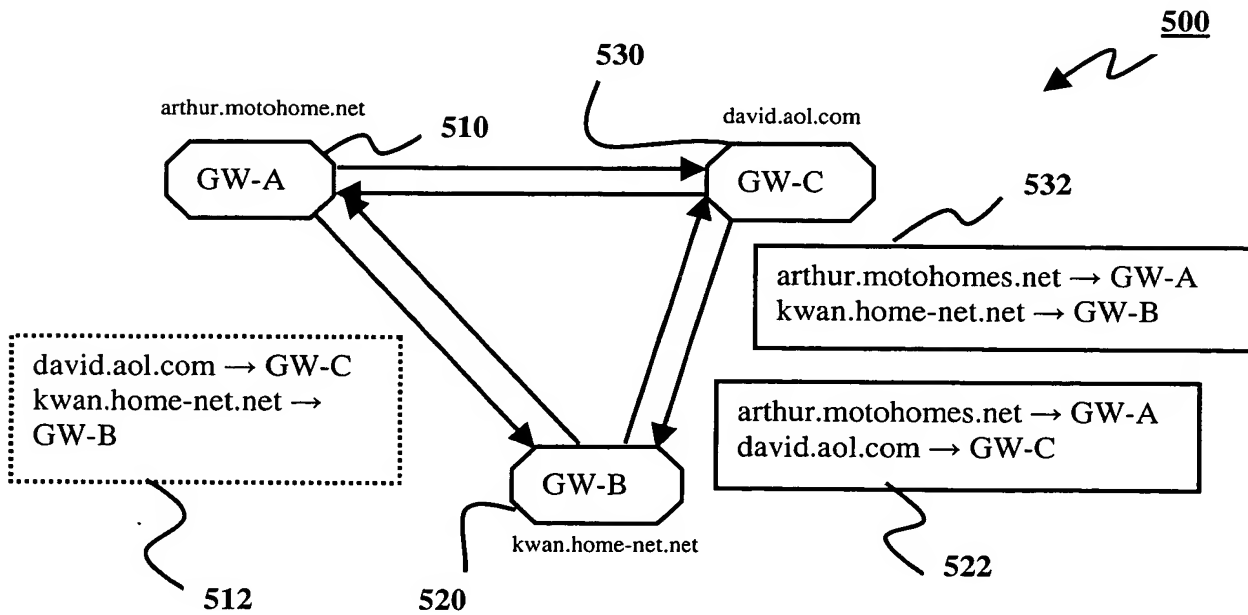 500
530
arthur.motohome.net
david.aol.com
510
GW-A
GW-C
532
arthur.motohomes.net → GW-A
kwan.home-net.net → GW-B
david.aol.com → GW-C
kwan.home-net.net →
GW-B
arthur.motohomes.net → GW-A
david.aol.com → GW-C
GW-B
kwan.home-net.net
512
520
522